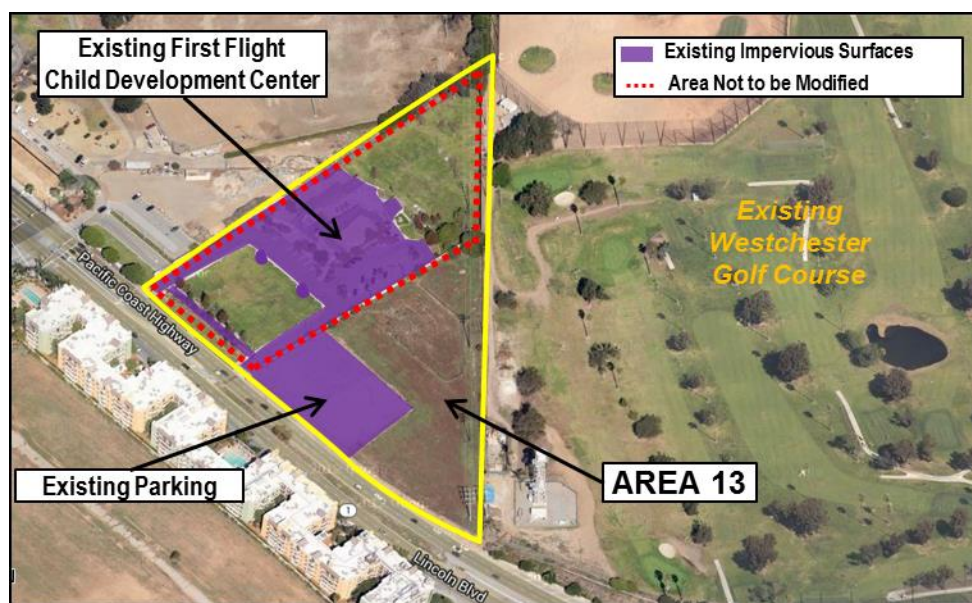 Existing First Flight
Child Development Center
Existing Impervious Surfaces
Area Not to be Modified
Existing
Westchester
Golf Course
Pacific Coast Highway
Existing Parking
AREA 13
1
Lincoln Blvd